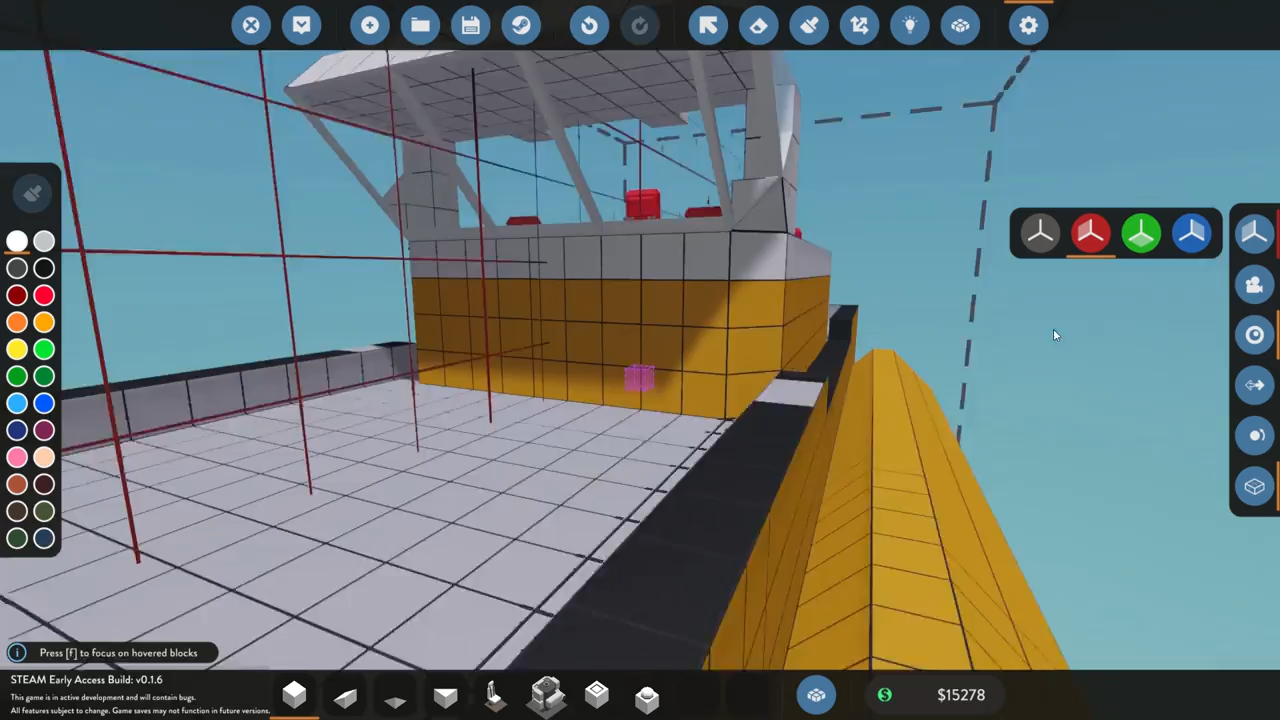 Press [f] to focus on hovered blocks
STEAM Early Access Build: v0.1.6
This game is in active development and will contain bugs.
All features subject to change. Game saves may not function in future versions.
$15278